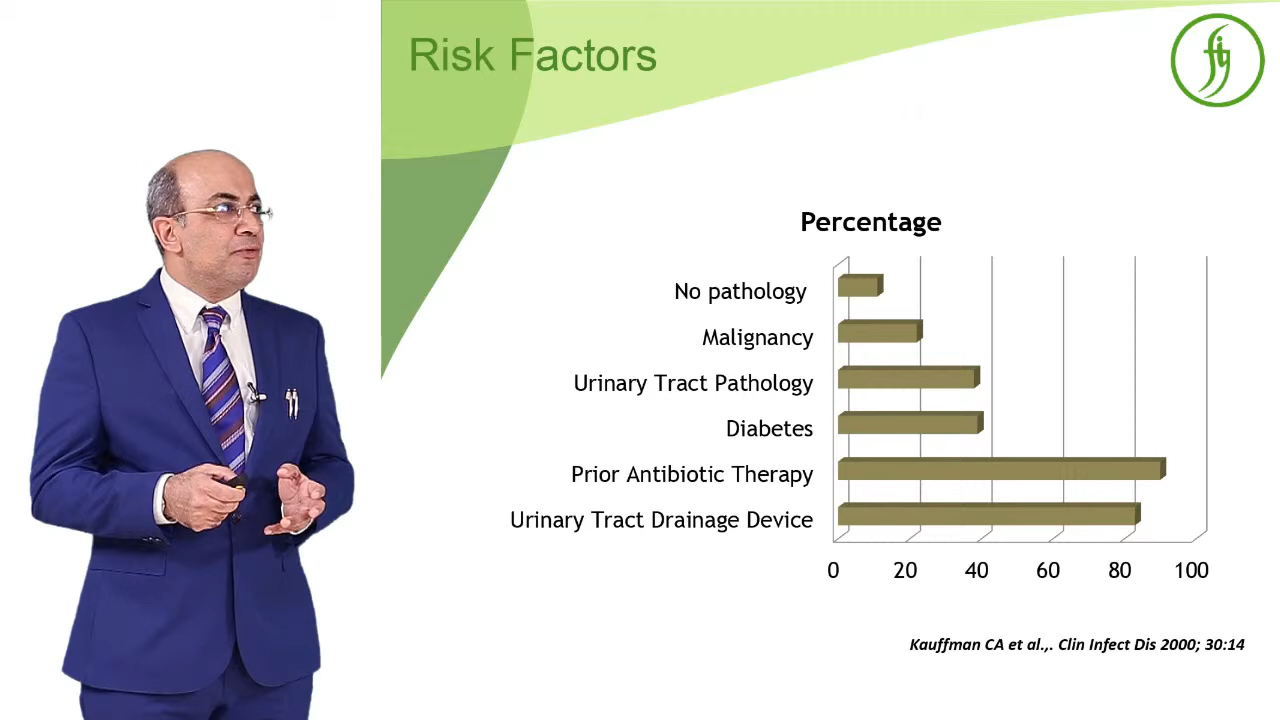 Risk Factors
Percentage
No pathology
Malignancy
Urinary Tract Pathology
Diabetes
Prior Antibiotic Therapy
Urinary Tract Drainage Device
0 20 40 60 80 100
Kauffman CA et al.,. Clin Infect Dis 2000; 30:14